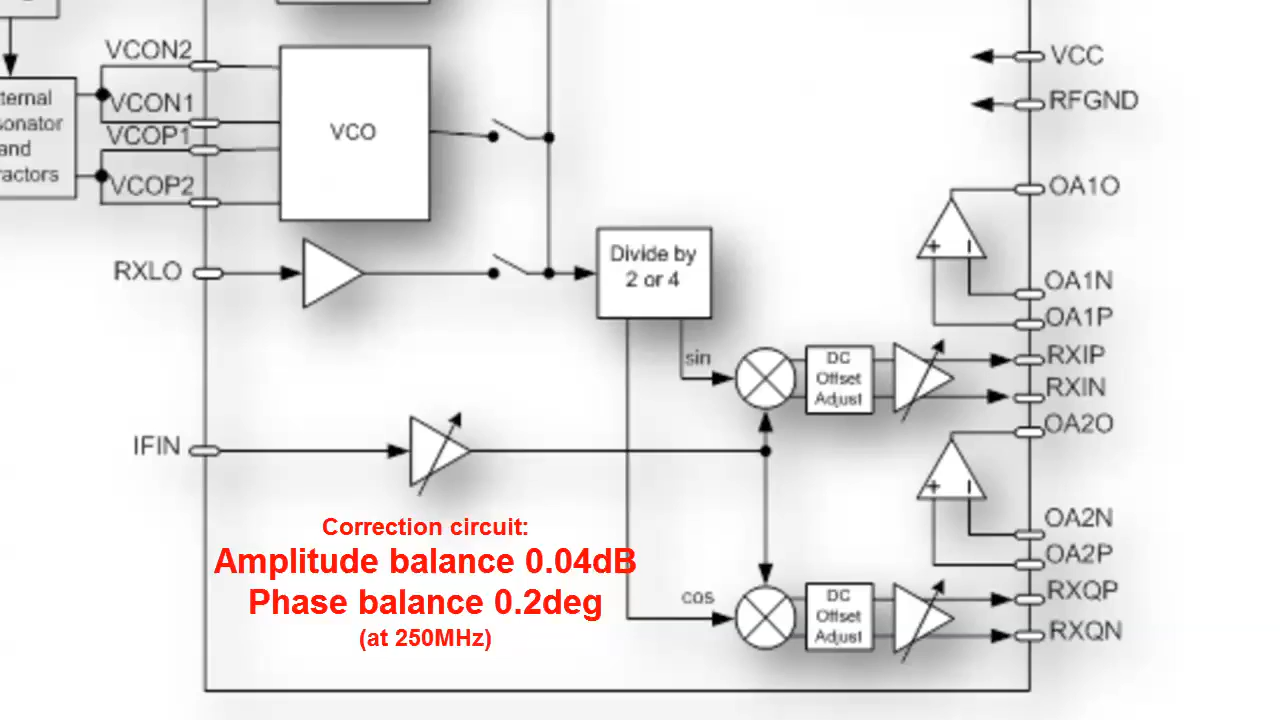 VCON2
VCON1
VCOP1
VCOP2
and
VCO
RXLO
Divide by
2 or 4
sin
cos
IFIN
DC
Offset
Adjust
DC
Offset
Adjust
+
+
VCC
RFGND
OA1O
OA1N
OA1P
RXIP
RXIN
OA2O
OA2N
OA2P
RXQP
RXQN
Correction circuit:
Amplitude balance 0.04dB
Phase balance 0.2deg
(at 250MHz)